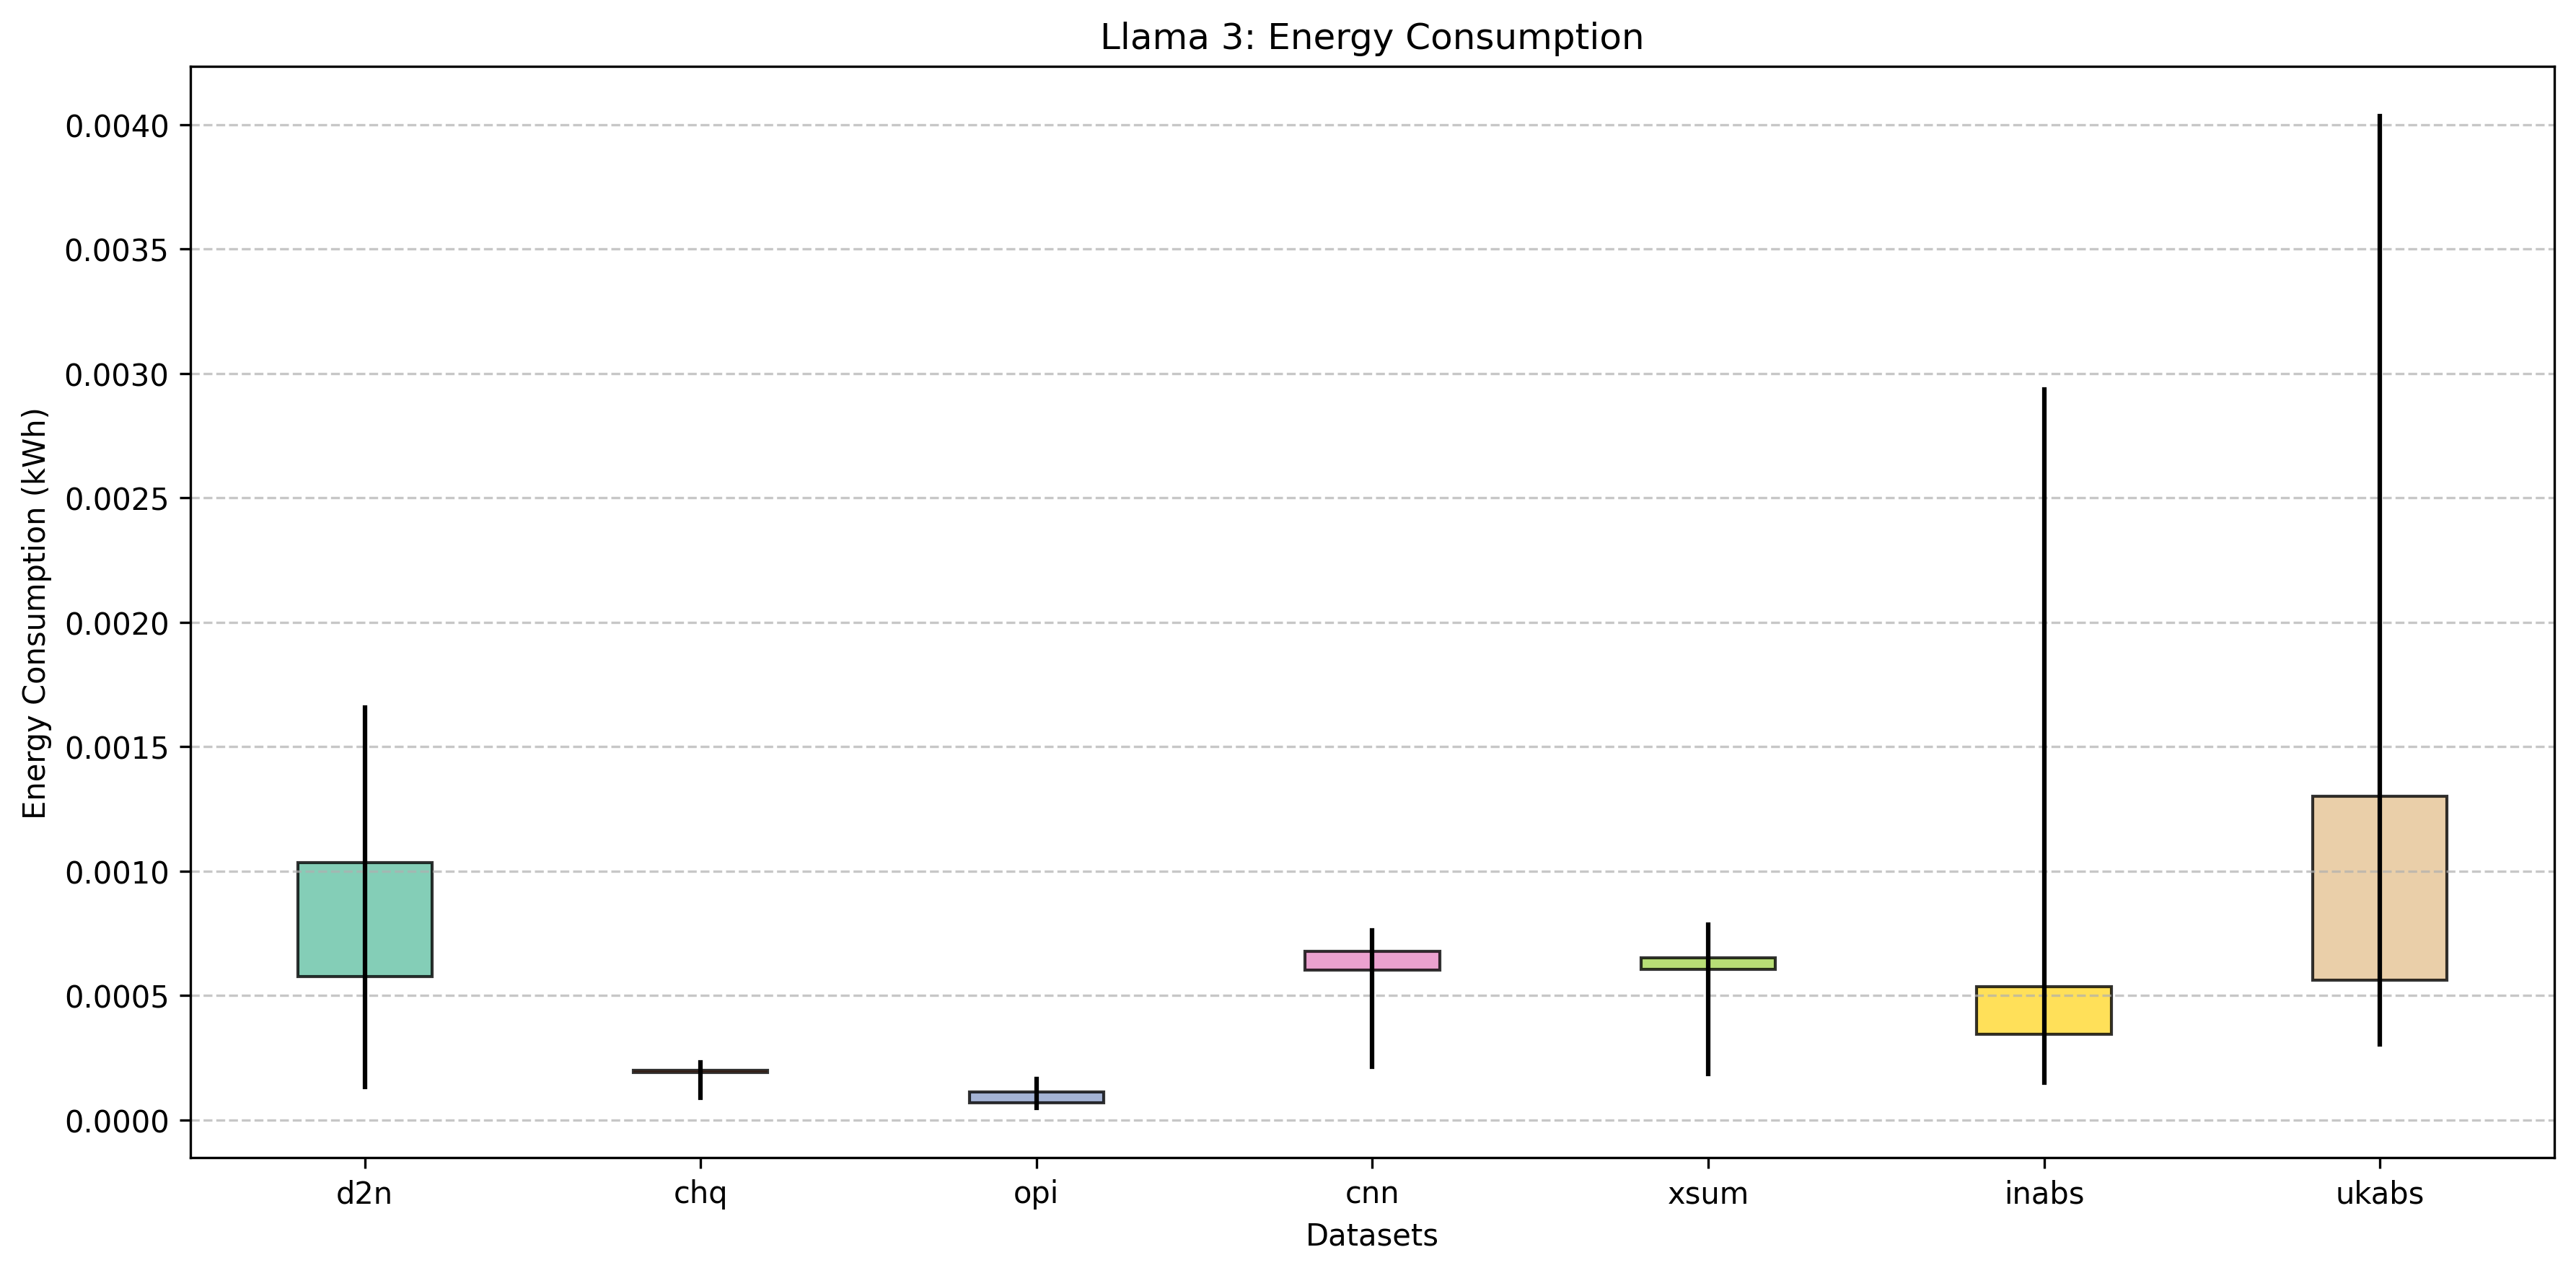 Llama 3: Energy Consumption
Energy Consumption (kWh)
0.0040
0.0035
0.0030
0.0025
0.0020
0.0015
0.0010
0.0005
0.0000
d2n chq opi cnn xsum inabs ukabs
Datasets